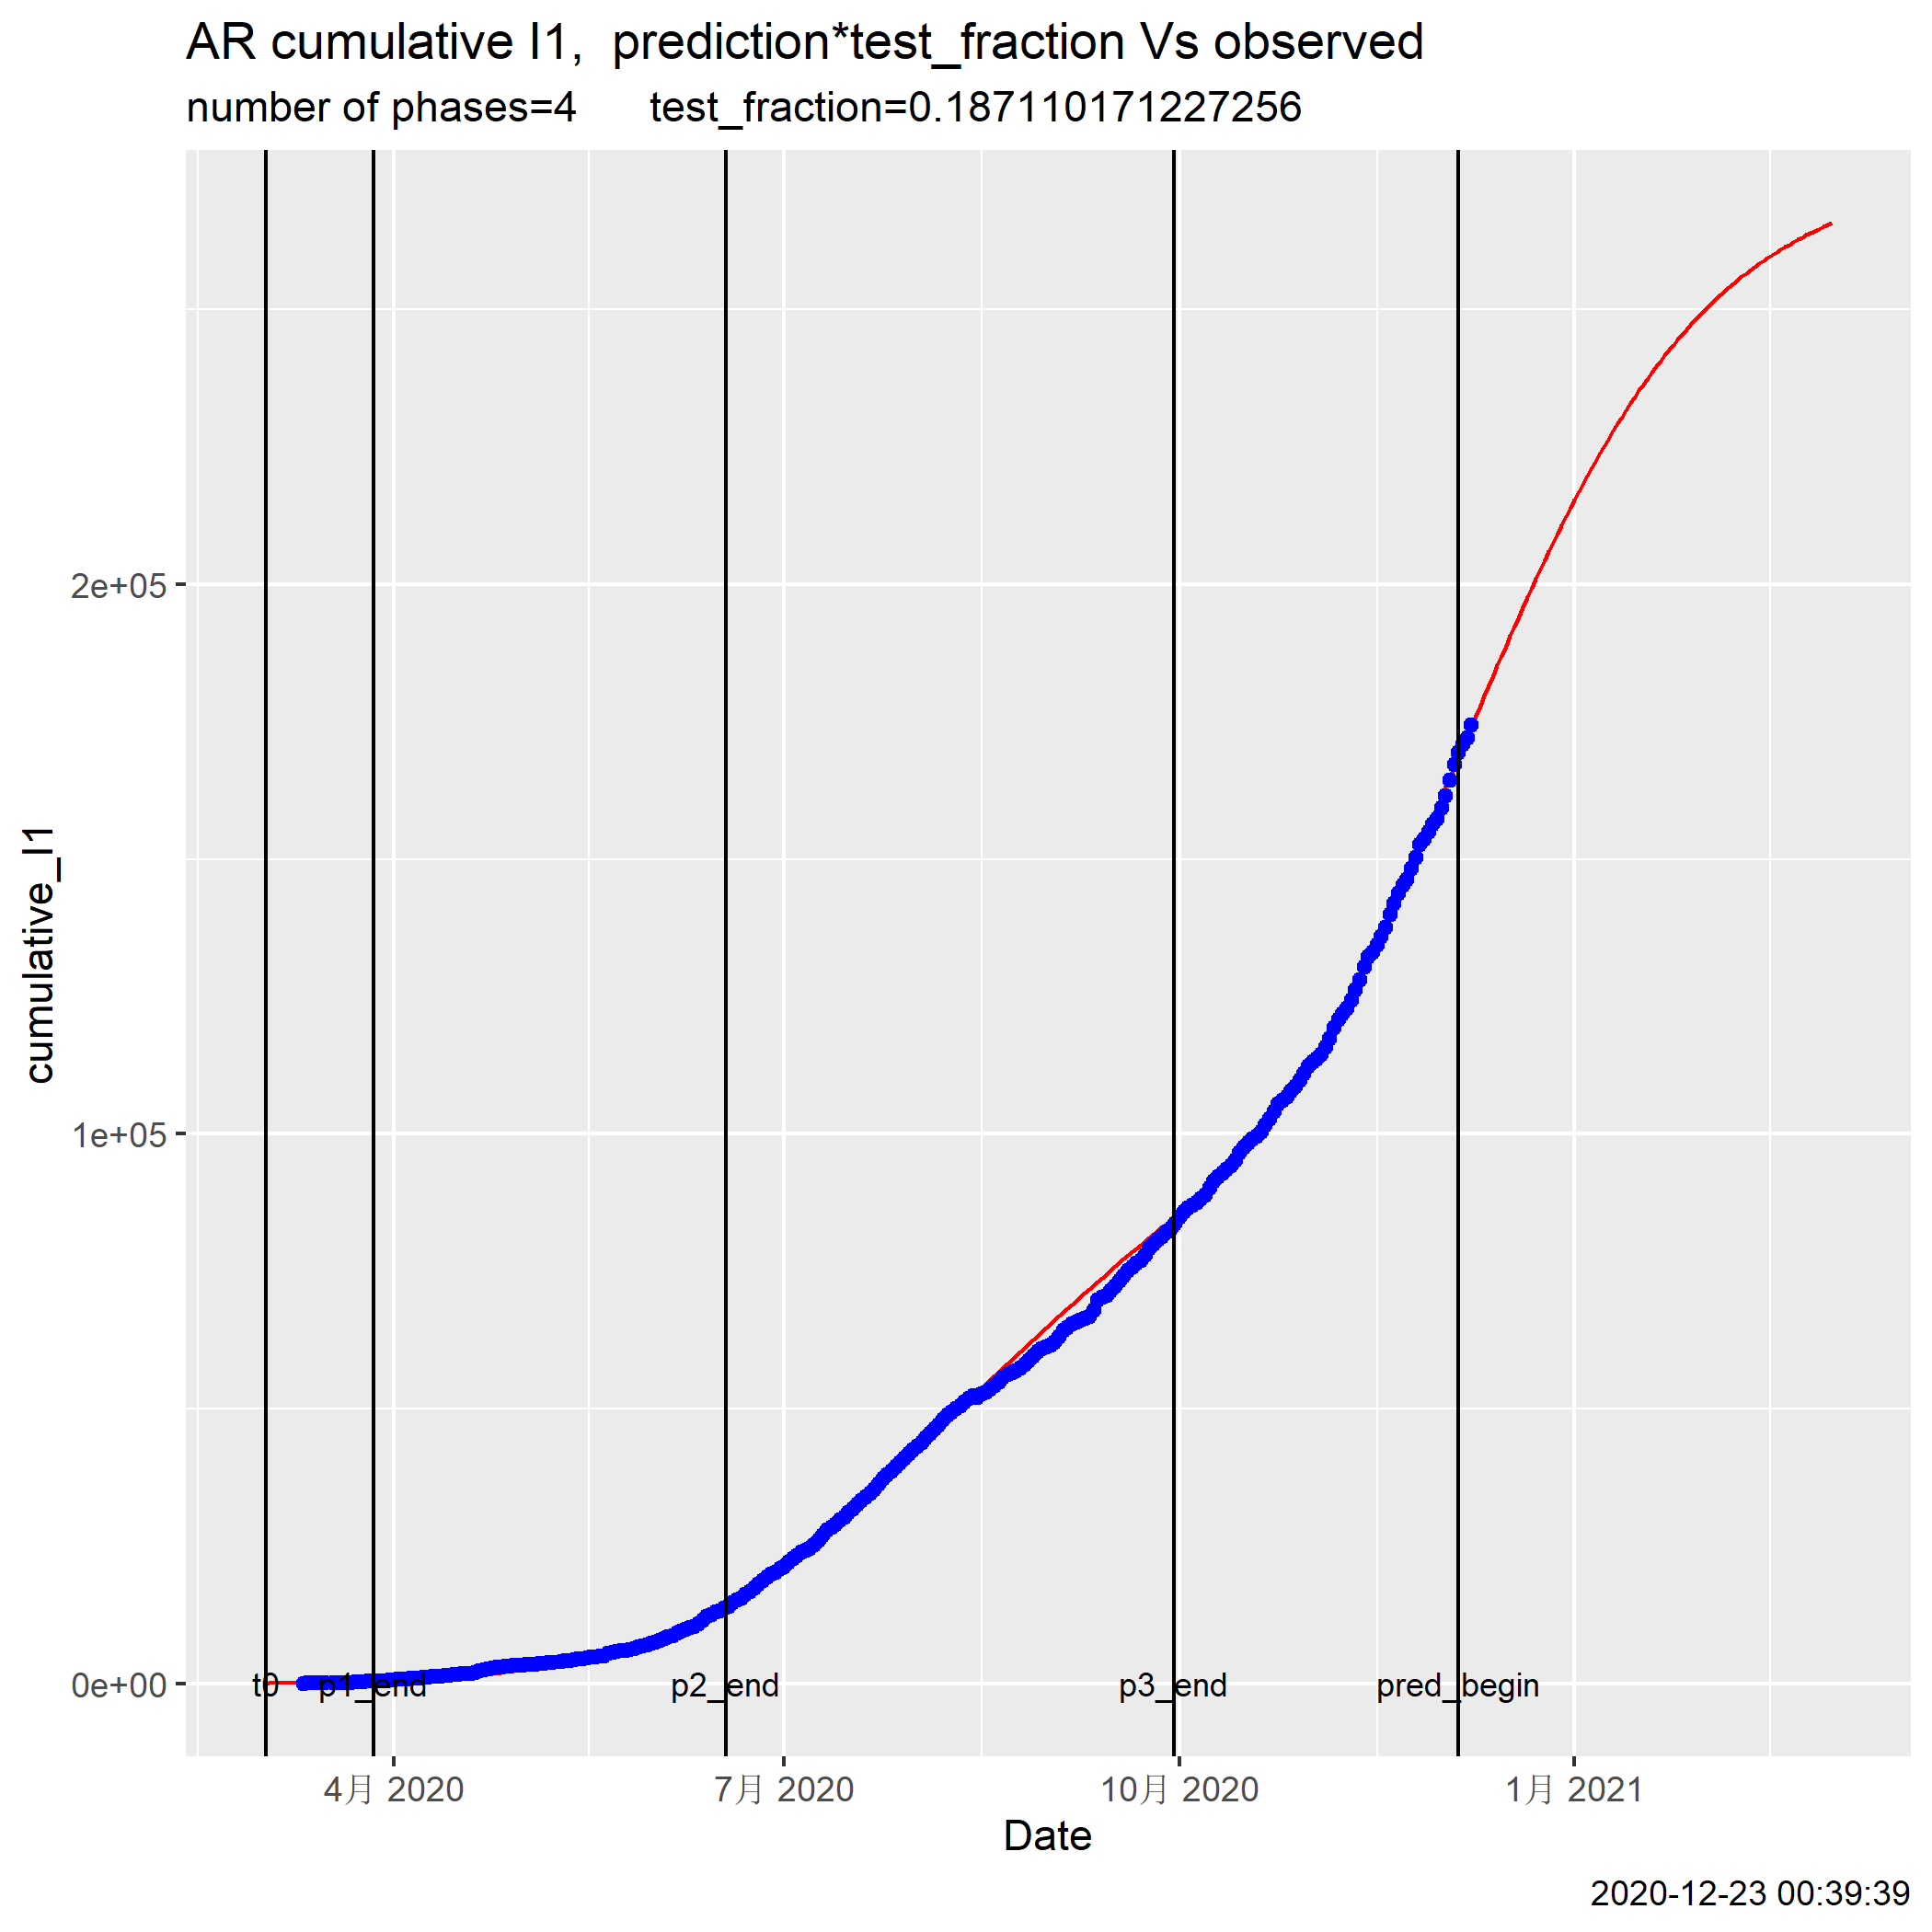 AR cumulative I1,  prediction*test_fraction Vs observed
number of phases=4      test_fraction=0.187110171227256
cumulative_I1
2e+05
1e+05
0e+00
t0 p1_end p2_end p3_end pred_begin
4月 2020 7月 2020 10月 2020 1月 2021
Date
2020-12-23 00:39:39